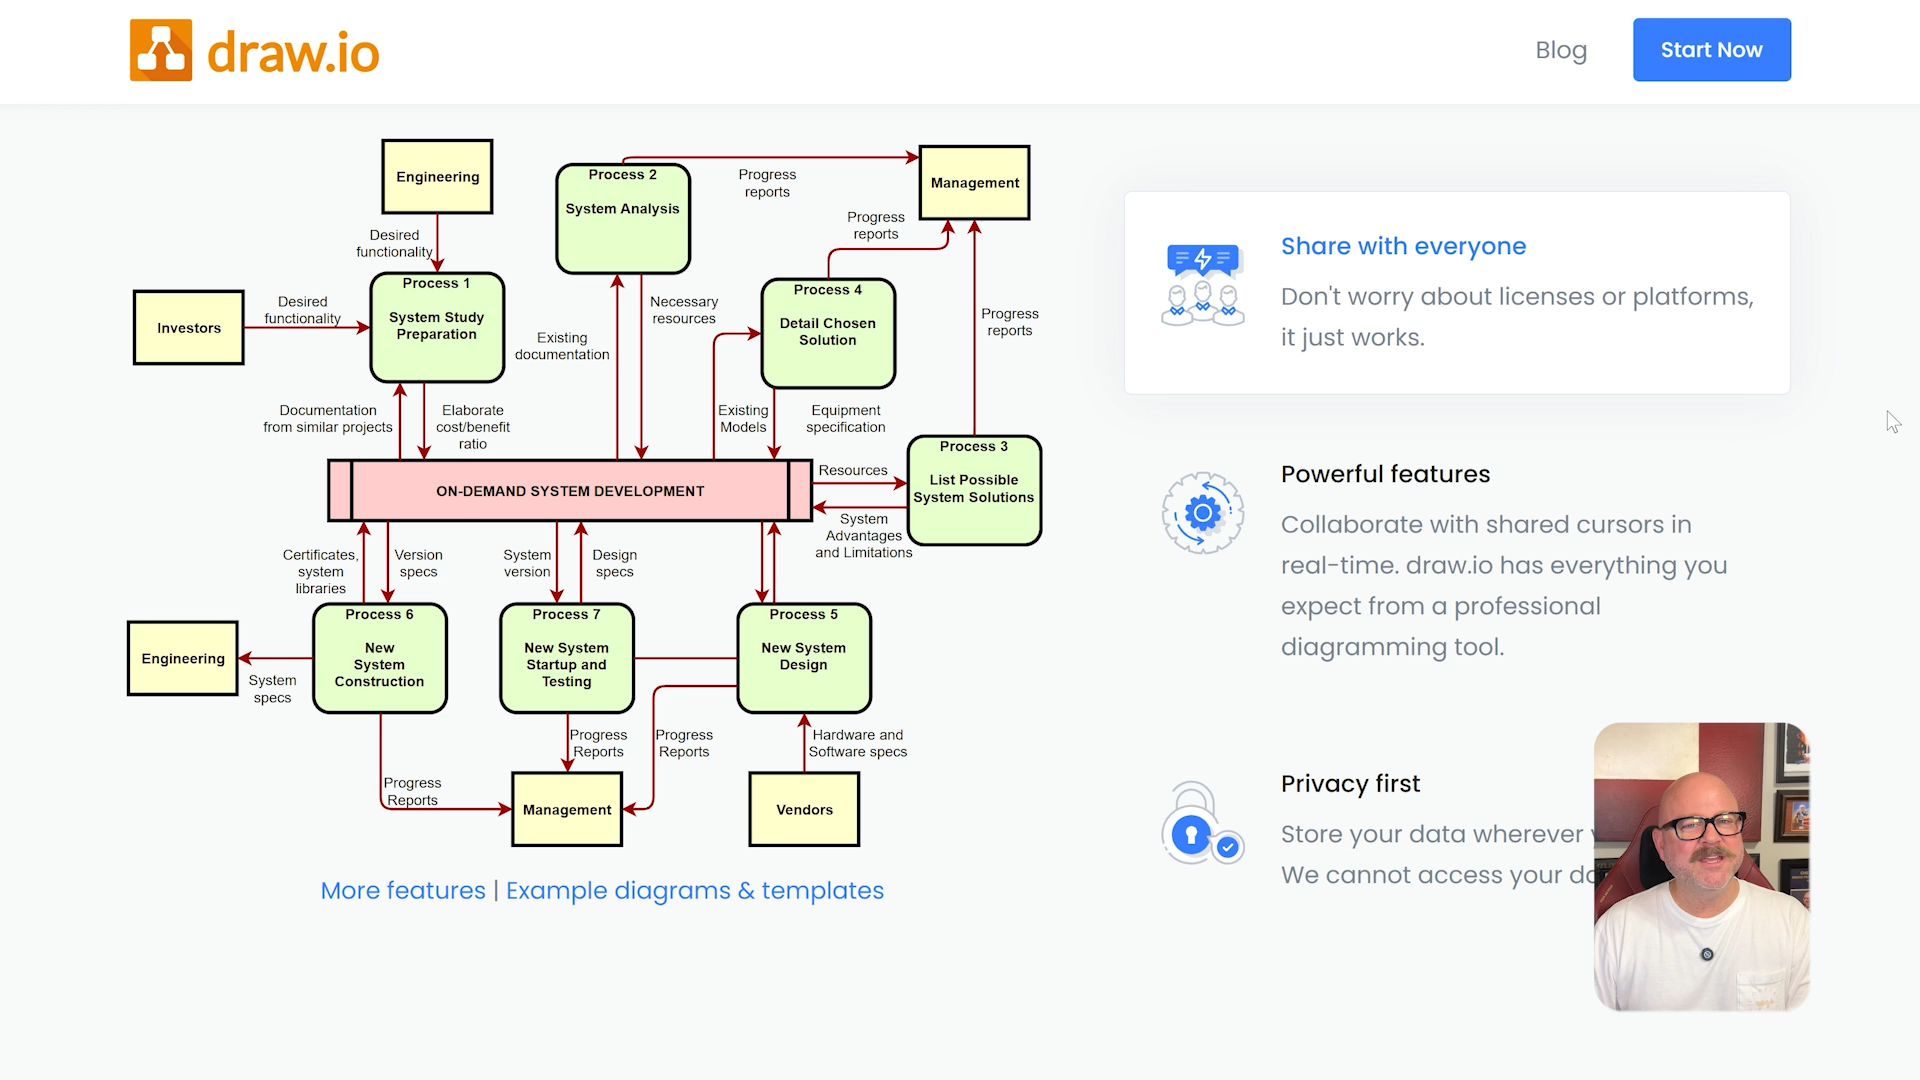 draw.io
Blog
Start Now
Engineering
Process 2
System Analysis
Progress
reports
Management
Desired
functionality
Progress
reports
Investors
Desired
functionality
Process 1
System Study
Preparation
Existing
documentation
Necessary
resources
Process 4
Detail Chosen
Solution
Progress
reports
Documentation
from similar projects
Elaborate
cost/benefit
ratio
Existing
Models
Equipment
specification
ON-DEMAND SYSTEM DEVELOPMENT
Resources
Process 3
List Possible
System Solutions
System
Advantages
and Limitations
Certificates,
system
libraries
Version
specs
System
version
Design
specs
Engineering
System
specs
Process 6
New
System
Construction
Process 7
New System
Startup and
Testing
Process 5
New System
Design
Progress
Reports
Progress
Reports
Progress
Reports
Hardware and
Software specs
Management
Vendors
More features | Example diagrams & templates
Share with everyone
Don't worry about licenses or platforms,
it just works.
Powerful features
Collaborate with shared cursors in
real-time. draw.io has everything you
expect from a professional
diagramming tool.
Privacy first
Store your data wherever
We cannot access your